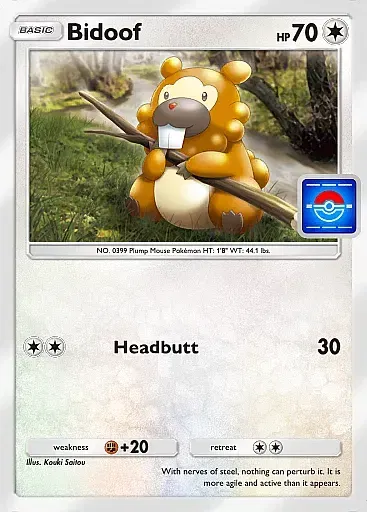 BASIC Bidoof HP 70
NO. 0399 Plump Mouse Pokémon HT: 1'8" WT: 44.1 lbs.
Headbutt 30
weakness +20 retreat
Illus. Kouki Saitou
With nerves of steel, nothing can perturb it. It is
more agile and active than it appears.